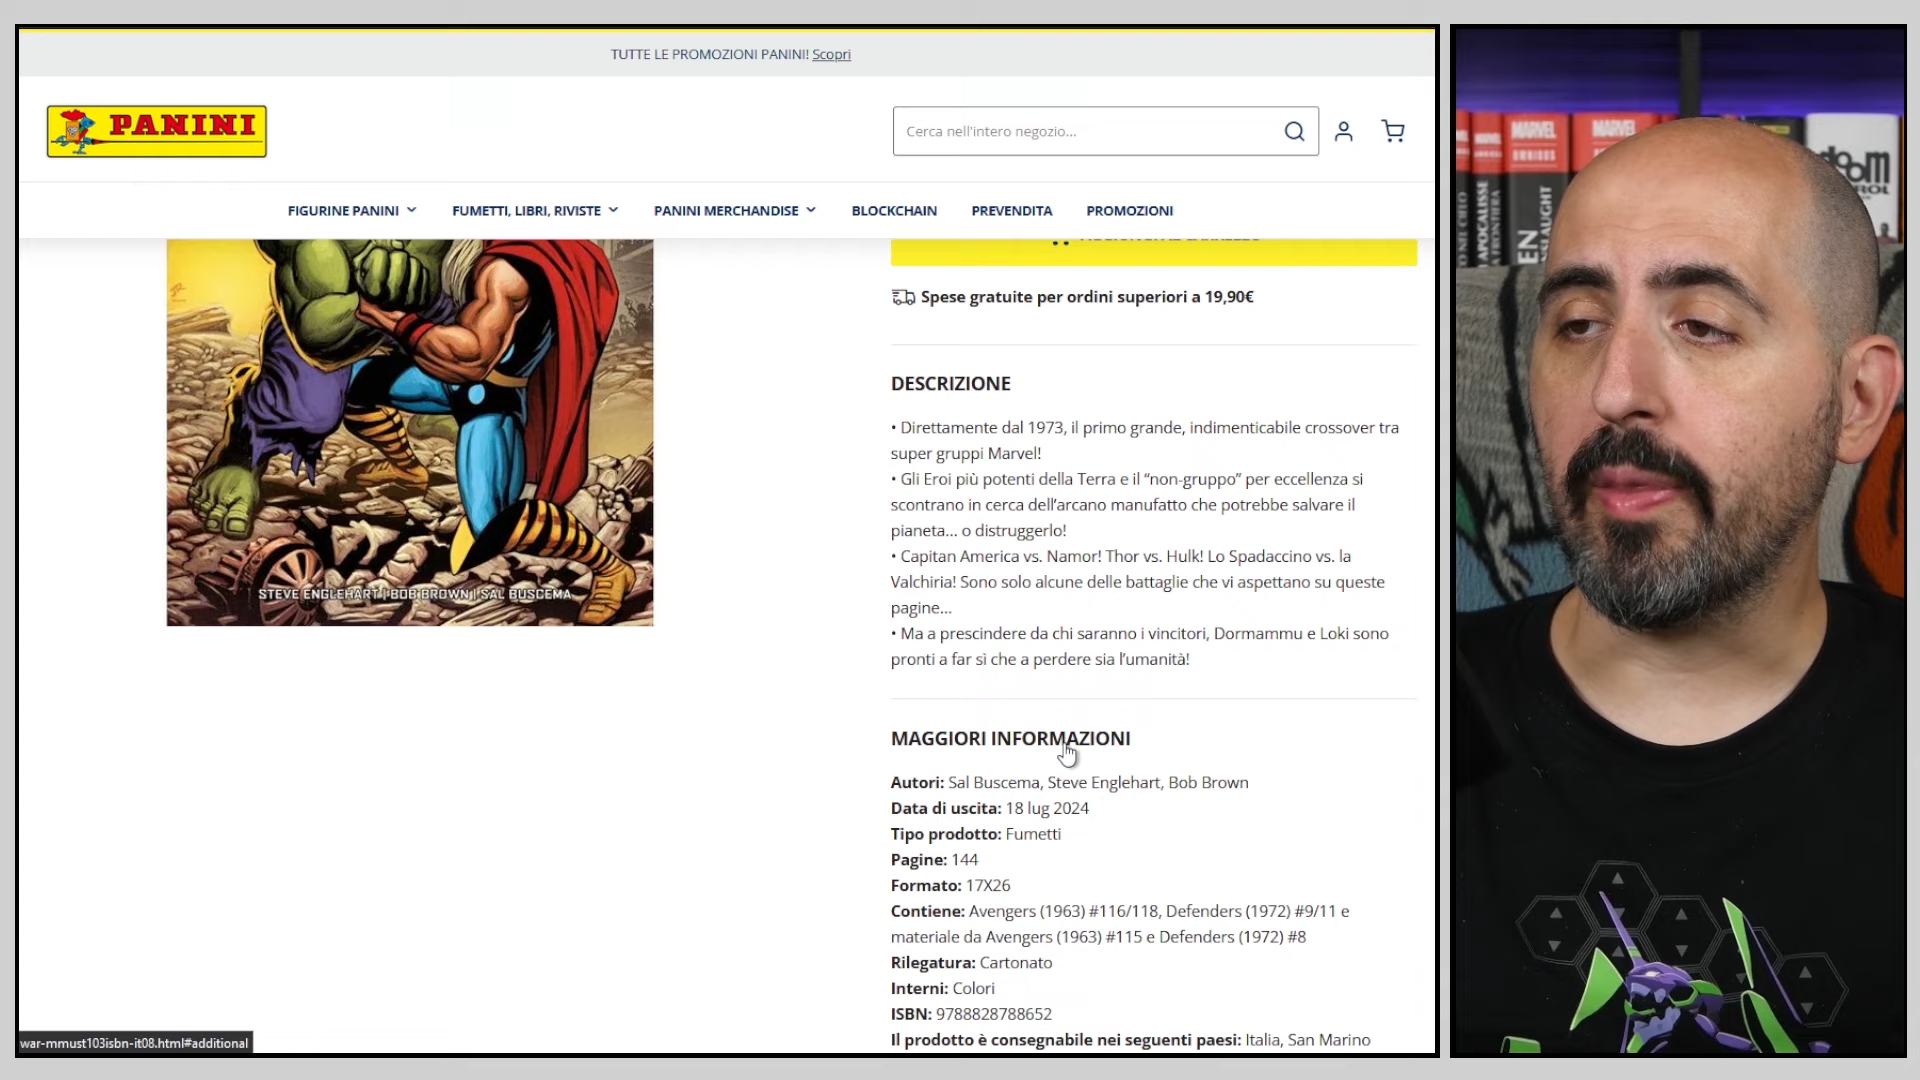 TUTTE LE PROMOZIONI PANINI! Scopri
PANINI
Cerca nell'intero negozio...
FIGURINE PANINI
FUMETTI, LIBRI, RIVISTE
PANINI MERCHANDISE
BLOCKCHAIN
PREVENDITA
PROMOZIONI
Spese gratuite per ordini superiori a 19,90€
DESCRIZIONE
• Direttamente dal 1973, il primo grande, indimenticabile crossover tra
super gruppi Marvel!
• Gli Eroi più potenti della Terra e il “non-gruppo” per eccellenza si
scontrano in cerca dell’arcano manufatto che potrebbe salvare il
pianeta… o distruggerlo!
• Capitan America vs. Namor! Thor vs. Hulk! Lo Spadaccino vs. la
Valchiria! Sono solo alcune delle battaglie che vi aspettano su queste
pagine…
• Ma a prescindere da chi saranno i vincitori, Dormammu e Loki sono
pronti a far sì che a perdere sia l’umanità!
STEVE ENGLEHART | BOB BROWN | SAL BUSCEMA
MAGGIORI INFORMAZIONI
Autori: Sal Buscema, Steve Englehart, Bob Brown
Data di uscita: 18 lug 2024
Tipo prodotto: Fumetti
Pagine: 144
Formato: 17X26
Contiene: Avengers (1963) #116/118, Defenders (1972) #9/11 e
materiale da Avengers (1963) #115 e Defenders (1972) #8
Rilegatura: Cartonato
Interni: Colori
ISBN: 9788828788652
Il prodotto è consegnabile nei seguenti paesi: Italia, San Marino
war-mmust103isbn-it08.html#additional
MARVEL
OMNIBUS
MARVEL
APOCALISSE